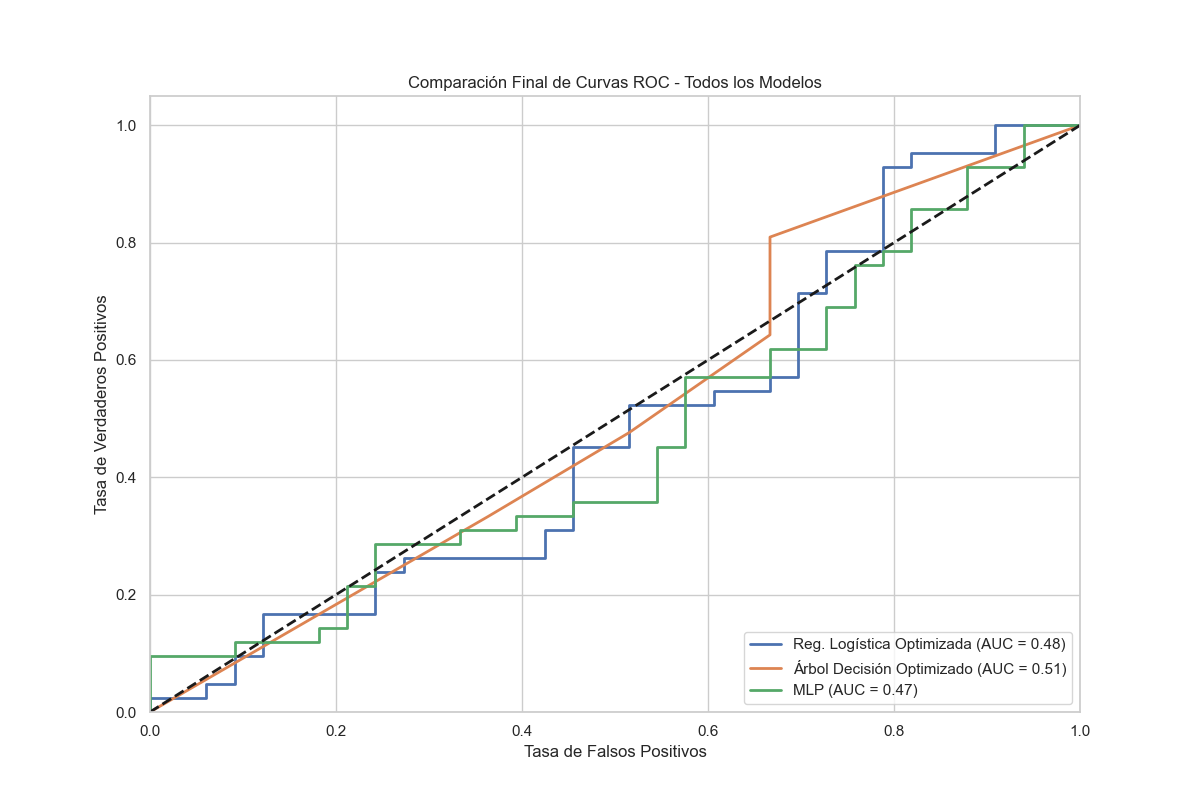 Comparación Final de Curvas ROC - Todos los Modelos
Tasa de Verdaderos Positivos
1.0
0.8
0.6
0.4
0.2
0.0
0.0 0.2 0.4 0.6 0.8 1.0
Tasa de Falsos Positivos
Reg. Logística Optimizada (AUC = 0.48)
Árbol Decisión Optimizado (AUC = 0.51)
MLP (AUC = 0.47)